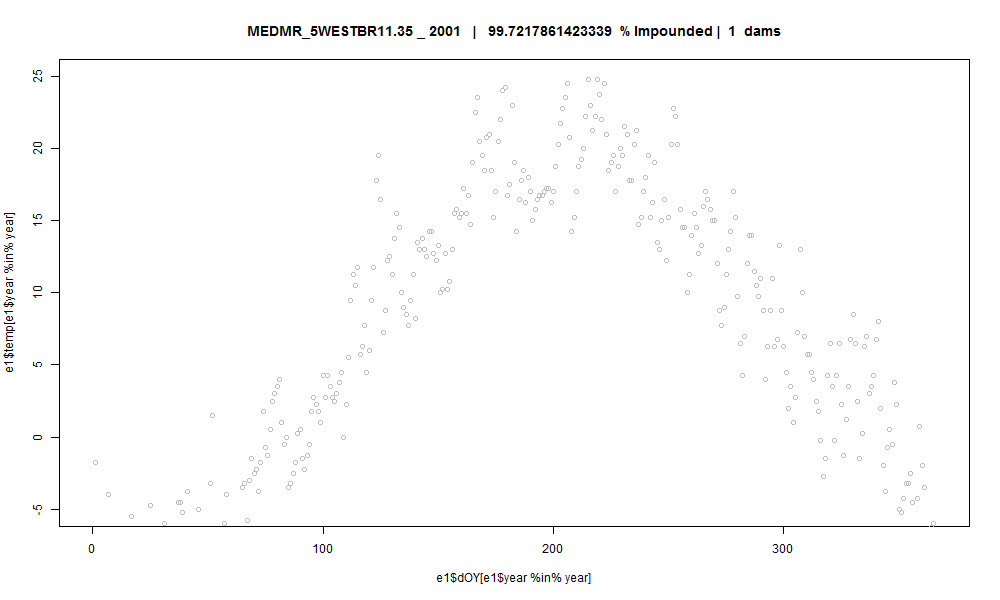 MEDMR_5WESTBR11.35 _ 2001 | 99.7217861423339 % Impounded | 1 dams
e1$temp[e1$year %in% year]
25
20
15
10
5
0
-5
0 100 200 300
e1$dOY[e1$year %in% year]